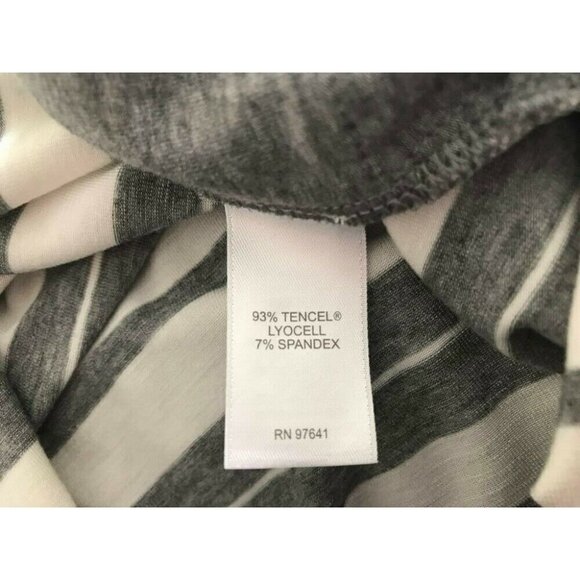 93% TENCEL®
LYOCELL
7% SPANDEX
RN 97641